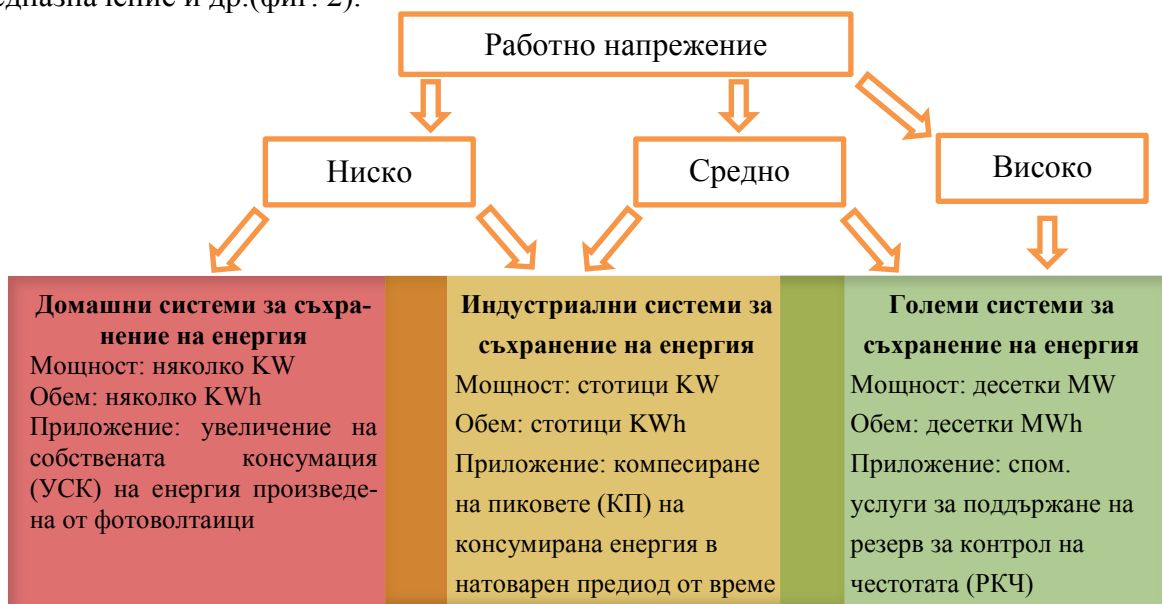 едназначение и др.(фиг. 2).
Работно напрежение
Ниско
Средно
Високо
Домашни системи за съхра-
нение на енергия
Мощност: няколко KW
Обем: няколко KWh
Приложение: увеличение на
собствената консумация
(УСК) на енергия произведе-
на от фотоволтаици
Индустриални системи за
съхранение на енергия
Мощност: стотици KW
Обем: стотици KWh
Приложение: компесиране
на пиковете (КП) на
консумирана енергия в
натоварен предиод от време
Големи системи за
съхранение на енергия
Мощност: десетки MW
Обем: десетки MWh
Приложение: спом.
услуги за поддържане на
резерв за контрол на
честотата (РКЧ)